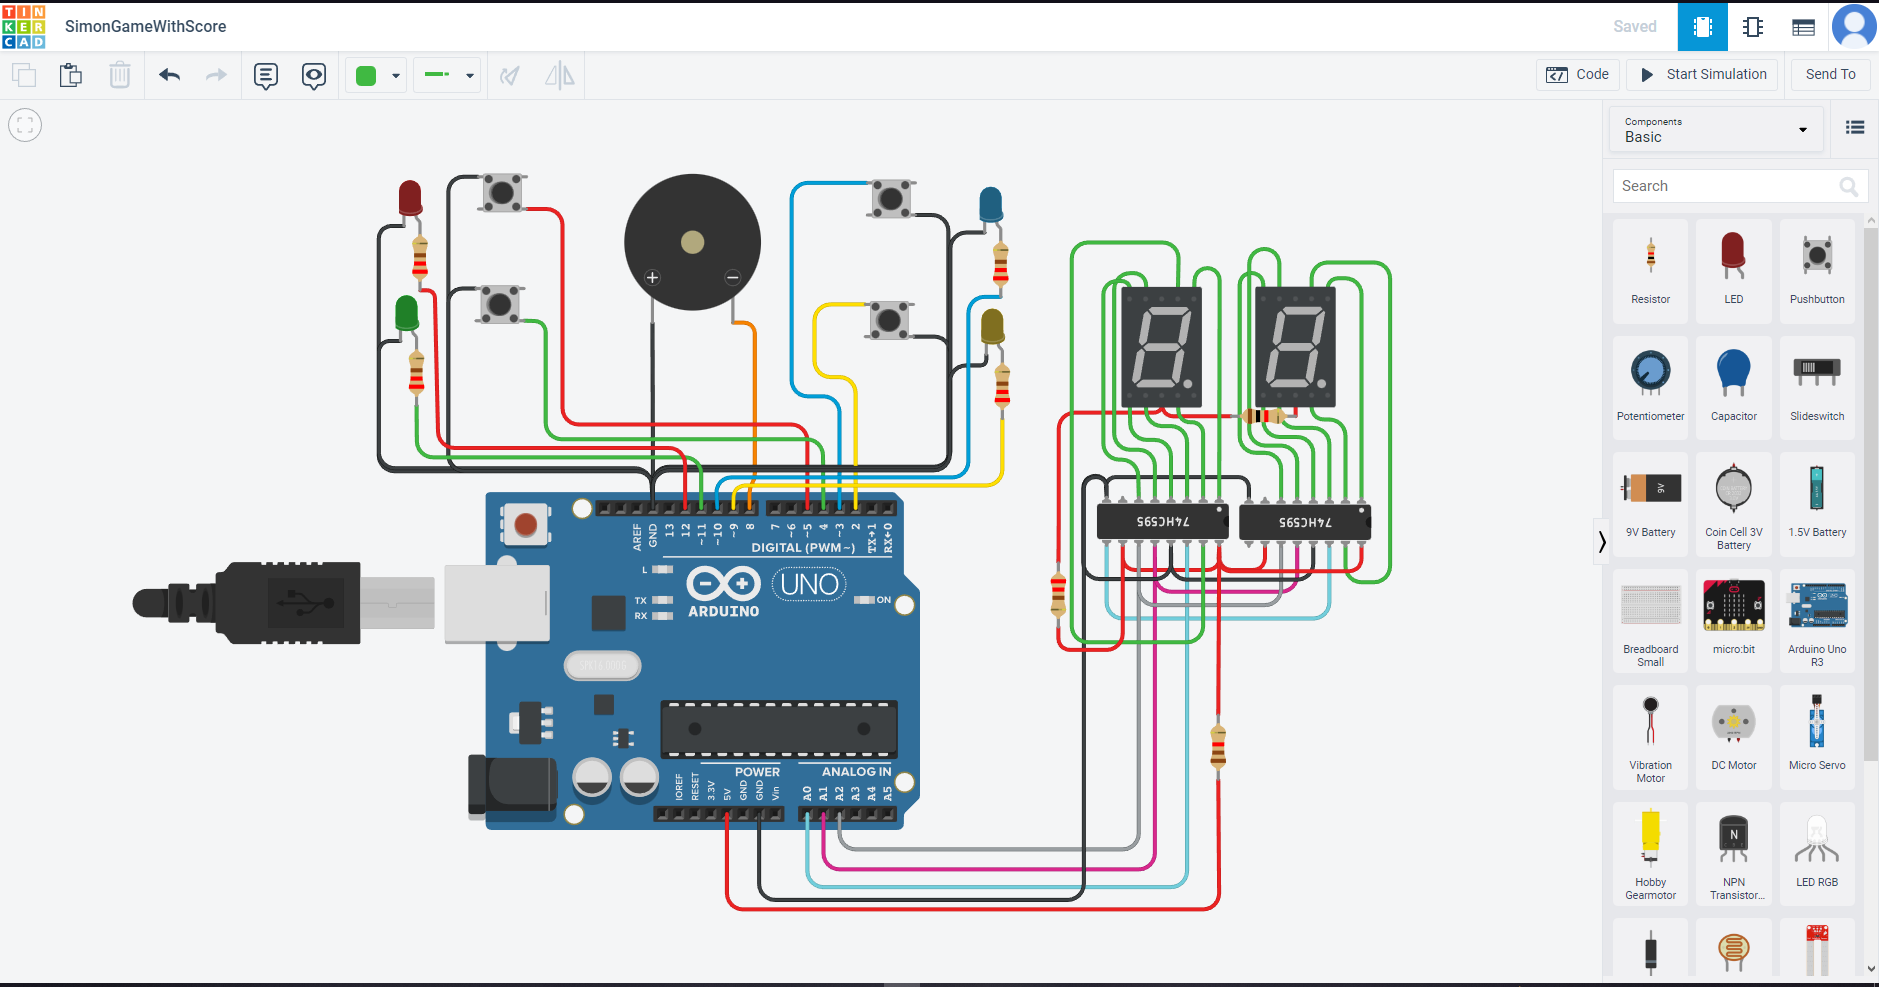 TIN
KER
CAD
SimonGameWithScore
Saved
Code
Start Simulation
Send To
Components
Basic
Search
Resistor
LED
Pushbutton
Potentiometer
Capacitor
Slideswitch
9V
9V Battery
Coin Cell 3V
Battery
1.5V Battery
Breadboard
Small
micro:bit
Arduino Uno
R3
Vibration
Motor
DC Motor
Micro Servo
Hobby
Gearmotor
N
NPN
Transistor...
LED RGB
AREF
GND
13
12
~11
~10
~9
8
7
~6
~5
4
~3
2
TX→1
RX←0
DIGITAL (PWM~)
L
TX
RX
UNO
ARDUINO
ON
74HC595
74HC595
POWER
ANALOG IN
IOREF
RESET
3.3V
5V
GND
GND
Vin
A0
A1
A2
A3
A4
A5